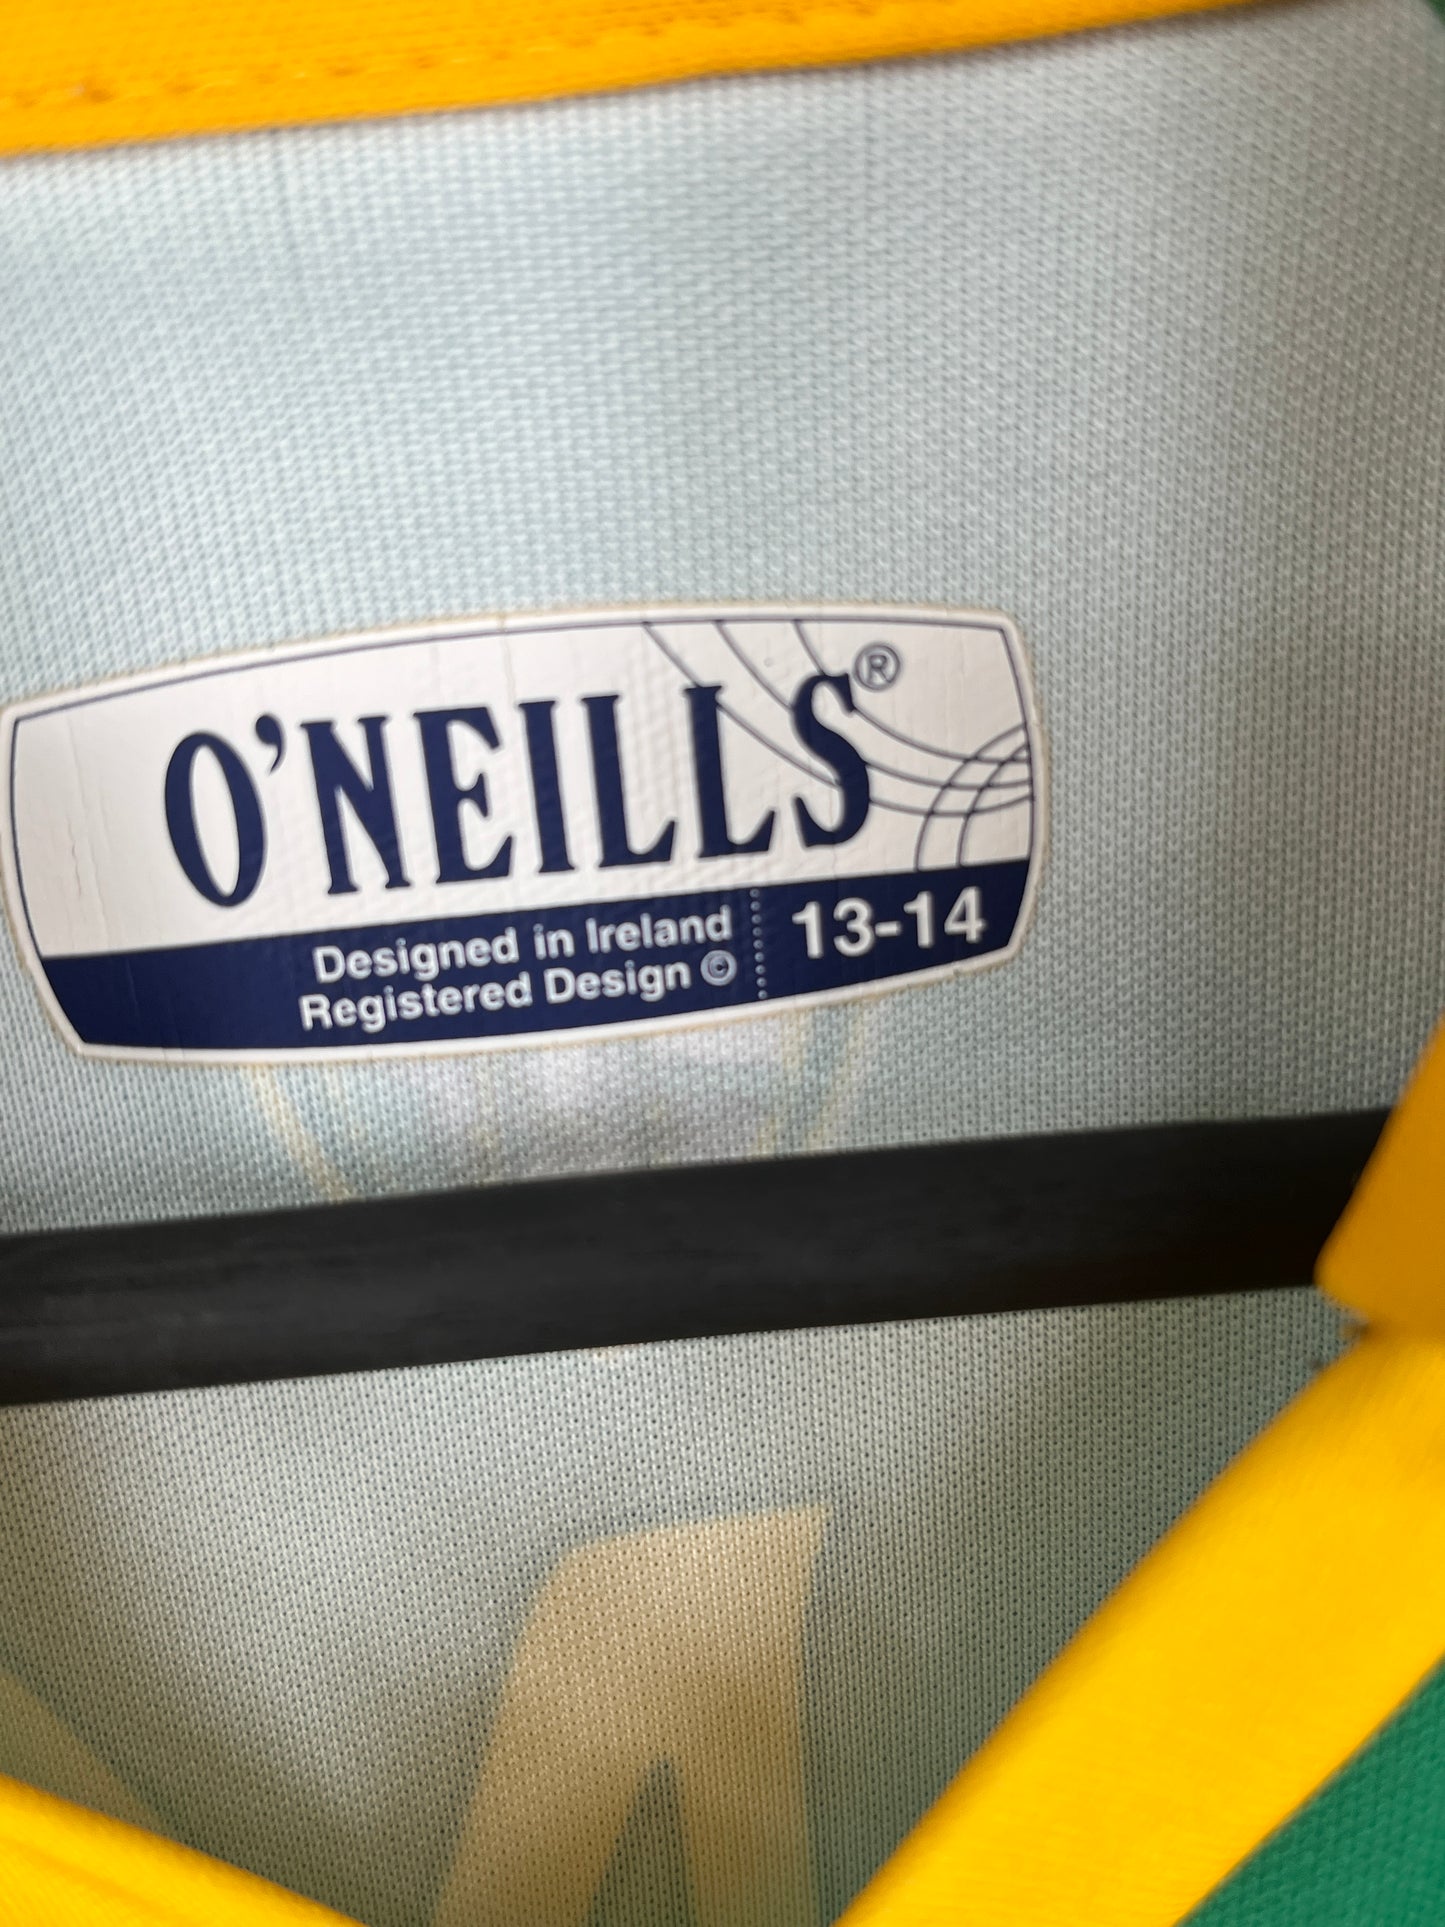 O'NEILLS®
Designed in Ireland
Registered Design ©
13-14